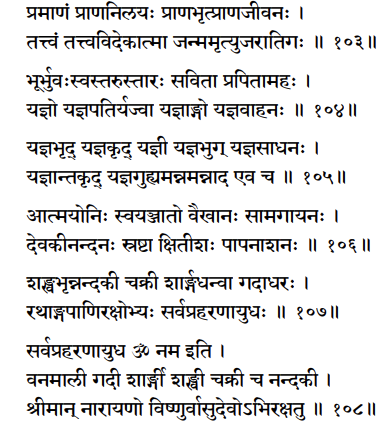 प्रमाणं प्राणनिलयः प्राणभृत्प्राणजीवनः ।
तत्त्वं तत्त्वविदेकात्मा जन्ममृत्युजरातिगः ॥ १०३॥
भूर्भुवःस्वस्तरुस्तारः सविता प्रपितामहः ।
यज्ञो यज्ञपतिर्यज्वा यज्ञाङ्गो यज्ञवाहनः ॥ १०४॥
यज्ञभृद् यज्ञकृद् यज्ञी यज्ञभुग् यज्ञसाधनः ।
यज्ञान्तकृद् यज्ञगुह्यमन्नमन्नाद एव च ॥ १०५॥
आत्मयोनिः स्वयञ्जातो वैखानः सामगायनः ।
देवकीनन्दनः स्रष्टा क्षितीशः पापनाशनः ॥ १०६॥
शङ्खभृन्नन्दकी चक्री शार्ङ्गधन्वा गदाधरः ।
रथाङ्गपाणिरक्षोभ्यः सर्वप्रहरणायुधः ॥ १०७॥
सर्वप्रहरणायुध ॐ नम इति ।
वनमाली गदी शार्ङ्गी शङ्खी चक्री च नन्दकी ।
श्रीमान् नारायणो विष्णुर्वासुदेवोऽभिरक्षतु ॥ १०८॥